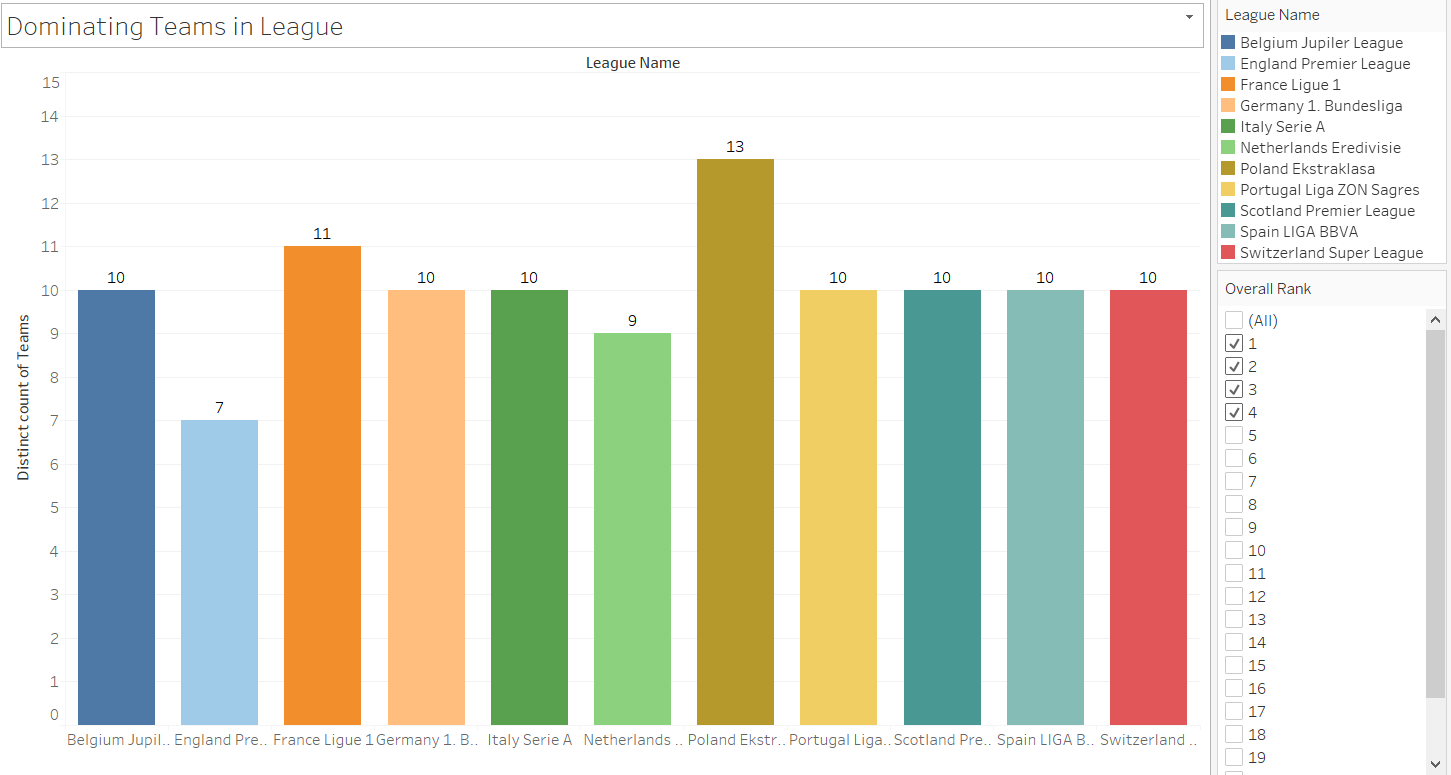 Dominating Teams in League
League Name
15
14
13
12
11
10
9
8
7
6
5
4
3
2
1
0
Distinct count of Teams
10
7
11
10
10
9
13
10
10
10
10
Belgium Jupil..
England Pre..
France Ligue 1
Germany 1. B..
Italy Serie A
Netherlands ..
Poland Ekstr..
Portugal Liga..
Scotland Pre..
Spain LIGA B..
Switzerland ..
League Name
Belgium Jupiler League
England Premier League
France Ligue 1
Germany 1. Bundesliga
Italy Serie A
Netherlands Eredivisie
Poland Ekstraklasa
Portugal Liga ZON Sagres
Scotland Premier League
Spain LIGA BBVA
Switzerland Super League
Overall Rank
(All)
1
2
3
4
5
6
7
8
9
10
11
12
13
14
15
16
17
18
19